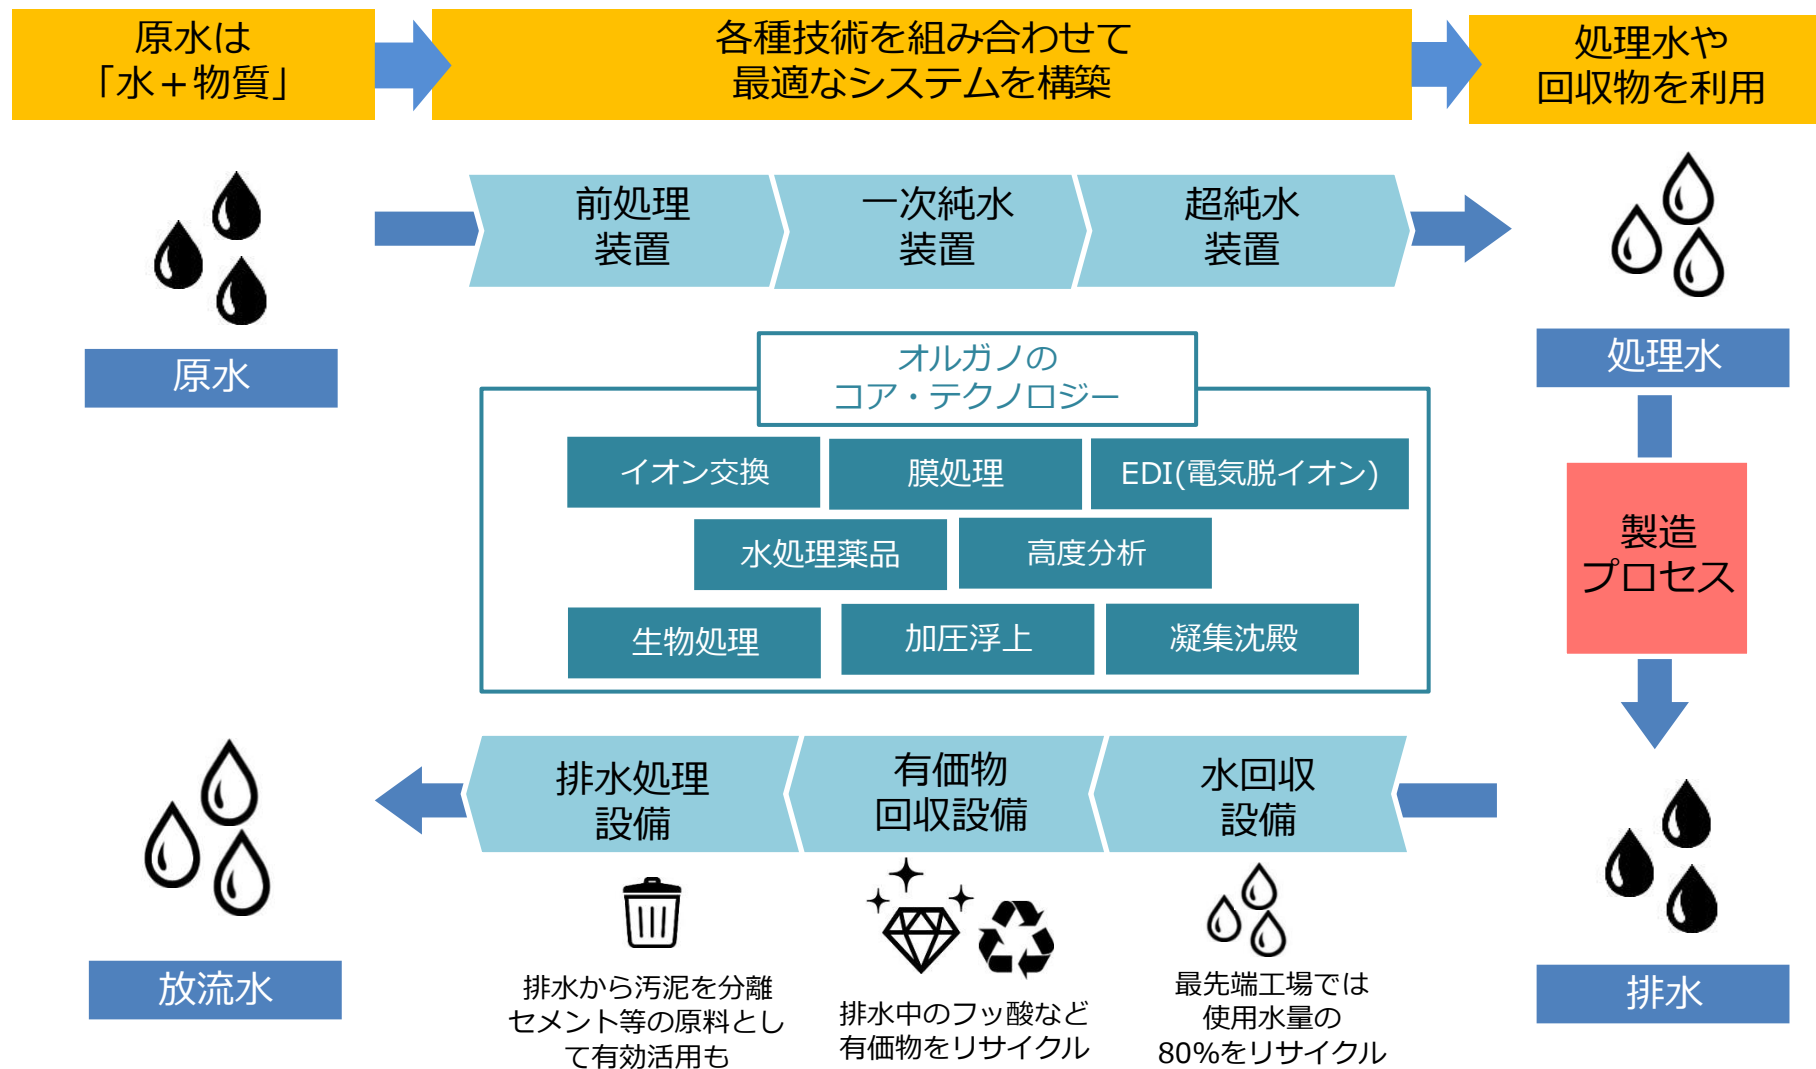 原水は
「水＋物質」
各種技術を組み合わせて
最適なシステムを構築
処理水や
回収物を利用
前処理
装置
一次純水
装置
超純水
装置
原水
処理水
オルガノの
コア・テクノロジー
イオン交換
膜処理
EDI(電気脱イオン)
水処理薬品
高度分析
生物処理
加圧浮上
凝集沈殿
製造
プロセス
排水処理
設備
有価物
回収設備
水回収
設備
放流水
排水
排水から汚泥を分離
セメント等の原料とし
て有効活用も
排水中のフッ酸など
有価物をリサイクル
最先端工場では
使用水量の
80%をリサイクル